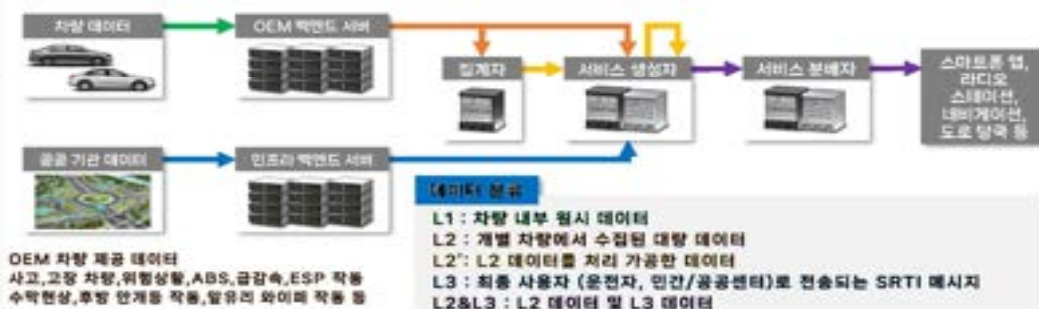 차량 데이터
OEM 백엔드 서버
집계자
서비스 생성자
서비스 분배자
스마트폰 앱,
라디오
스테이션,
네비게이션,
도로 당국 등
공공 기관 데이터
인프라 백엔드 서버
데이터 분류
L1 : 차량 내부 원시 데이터
L2 : 개별 차량에서 수집된 대량 데이터
L2': L2 데이터를 처리 가공한 데이터
L3 : 최종 사용자 (운전자, 민간/공공센터)로 전송되는 SRTI 메시지
L2&L3 : L2 데이터 및 L3 데이터
OEM 차량 제공 데이터
사고,고장 차량,위험상황,ABS,급감속,ESP 작동
수막현상,후방 안개등 작동,앞유리 와이퍼 작동 등